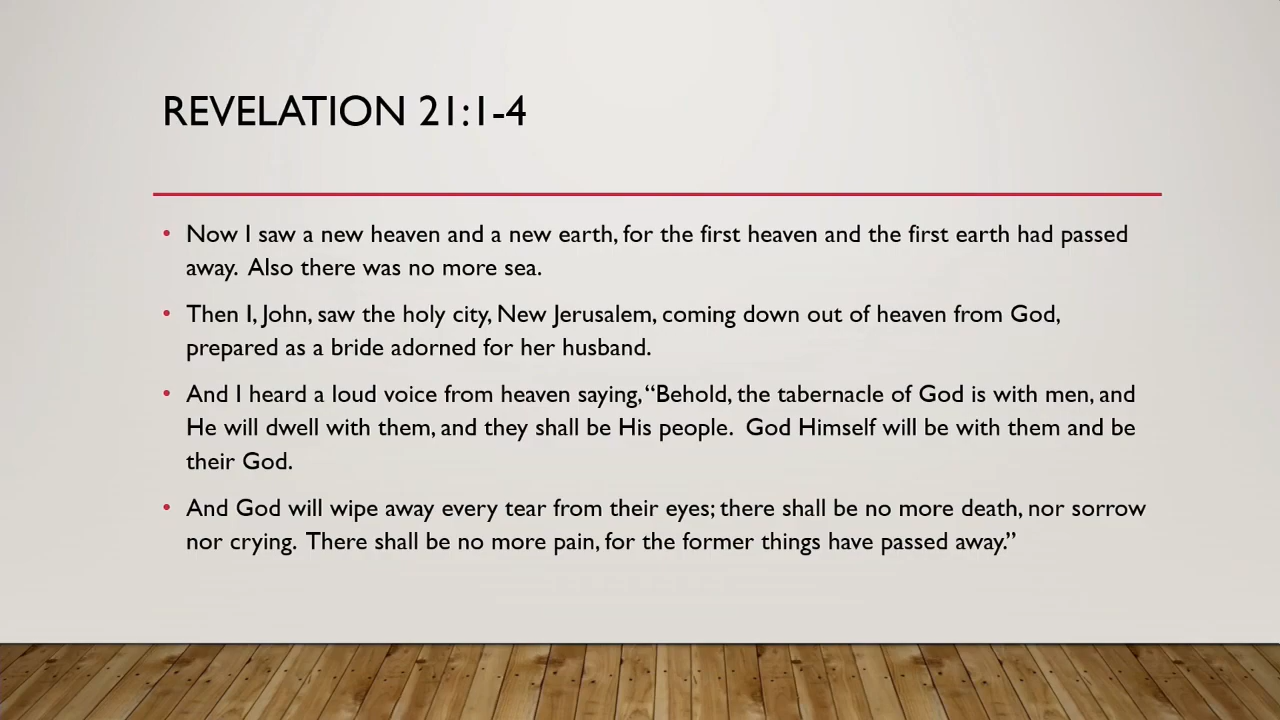 REVELATION 21:1-4
• Now I saw a new heaven and a new earth, for the first heaven and the first earth had passed
away.  Also there was no more sea.
• Then I, John, saw the holy city, New Jerusalem, coming down out of heaven from God,
prepared as a bride adorned for her husband.
• And I heard a loud voice from heaven saying, “Behold, the tabernacle of God is with men, and
He will dwell with them, and they shall be His people.  God Himself will be with them and be
their God.
• And God will wipe away every tear from their eyes; there shall be no more death, nor sorrow
nor crying.  There shall be no more pain, for the former things have passed away.”